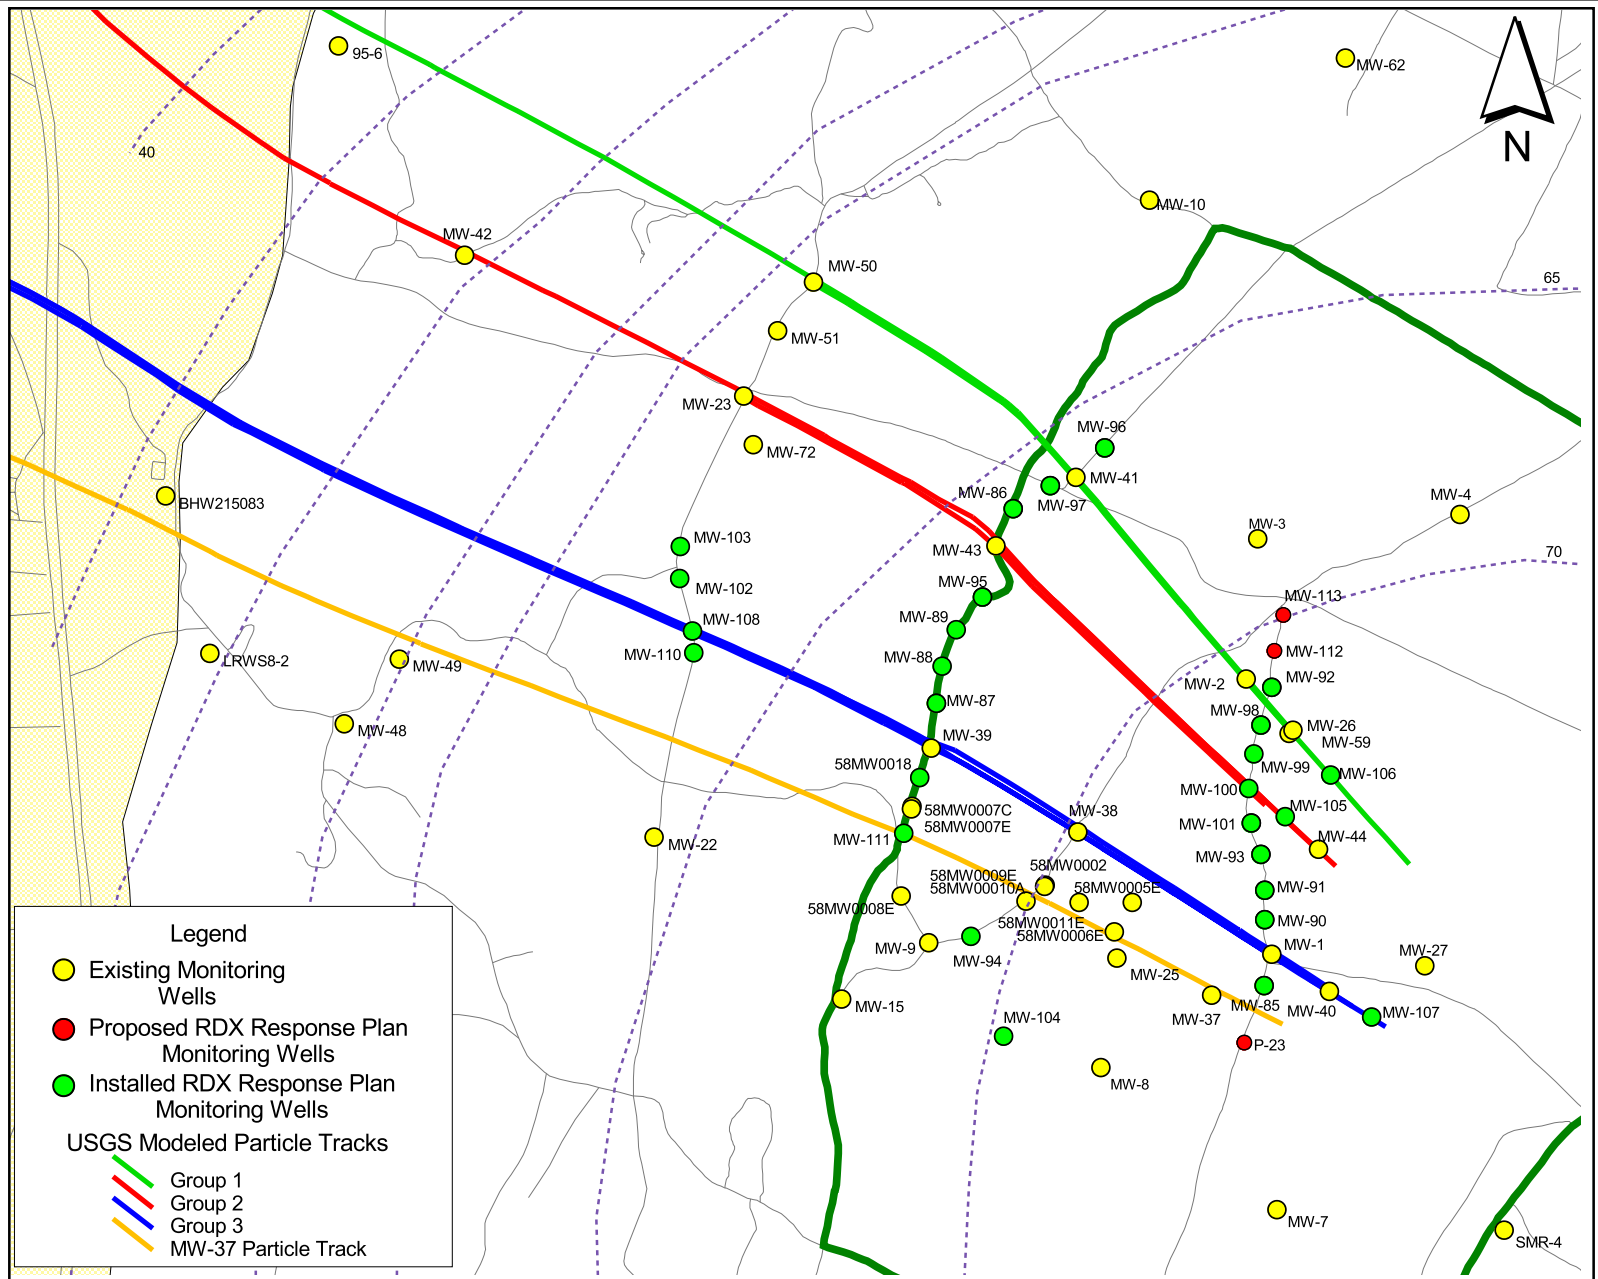 95-6
MW-62
40
N
MW-10
MW-42
MW-50
65
MW-51
MW-23
MW-96
MW-72
MW-41
MW-86
MW-97
MW-4
BHW215083
MW-3
MW-103
MW-43
70
MW-95
MW-102
MW-113
MW-89
MW-108
MW-110
MW-112
LRWS8-2
MW-49
MW-88
MW-2
MW-92
MW-87
MW-98
MW-48
MW-39
MW-26
MW-59
58MW0018
MW-99
MW-106
MW-100
58MW0007C
MW-105
MW-38
58MW0007E
MW-101
MW-111
MW-44
MW-22
MW-93
58MW0002
58MW0009E
58MW00010A
58MW0005E
MW-91
58MW0008E
58MW0011E
MW-90
58MW0006E
MW-9
MW-1
MW-27
MW-94
MW-25
MW-15
MW-85
MW-40
MW-107
MW-37
MW-104
P-23
MW-8
MW-7
SMR-4
Legend
Existing Monitoring
Wells
Proposed RDX Response Plan
Monitoring Wells
Installed RDX Response Plan
Monitoring Wells
USGS Modeled Particle Tracks
Group 1
Group 2
Group 3
MW-37 Particle Track